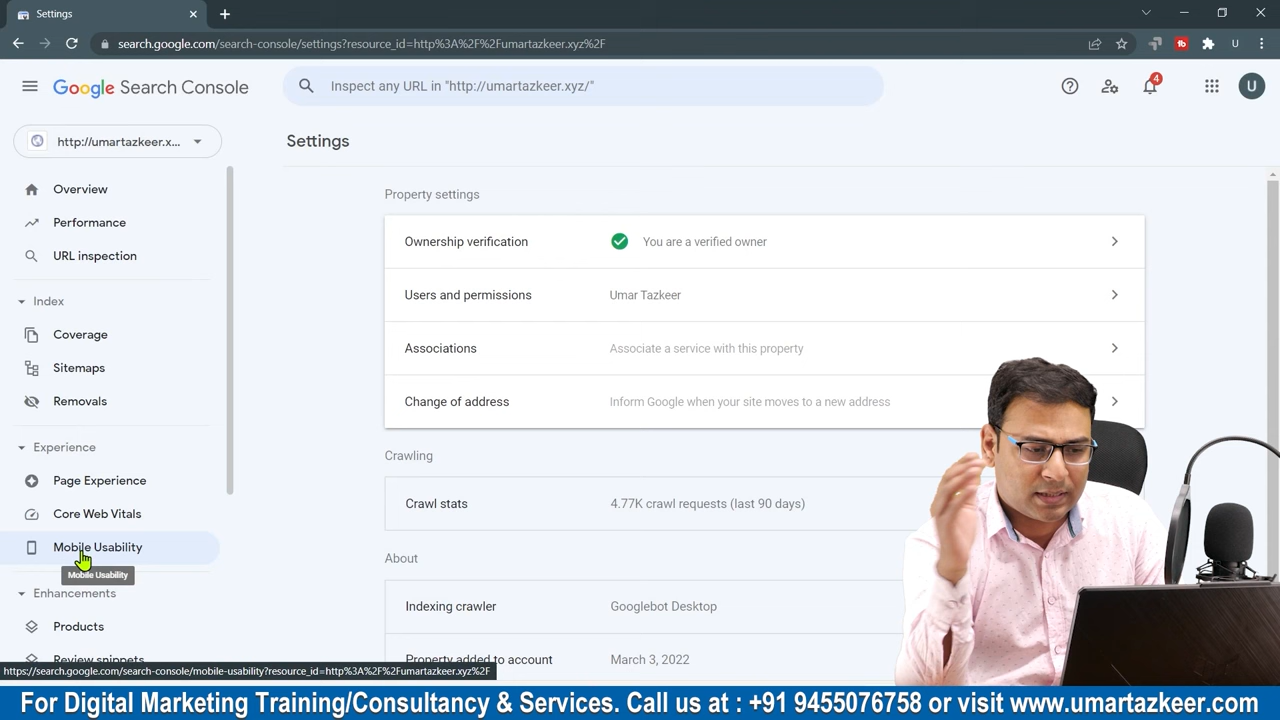 Settings
search.google.com/search-console/settings?resource_id=http%3A%2F%2Fumartazkeer.xyz%2F
U
Google Search Console
Inspect any URL in "http://umartazkeer.xyz/"
4
U
http://umartazkeer.x...
Settings
Overview
Performance
URL inspection
Index
Coverage
Sitemaps
Removals
Experience
Page Experience
Core Web Vitals
Mobile Usability
Mobile Usability
Enhancements
Products
Review snippets
Property settings
Ownership verification You are a verified owner
Users and permissions Umar Tazkeer
Associations Associate a service with this property
Change of address Inform Google when your site moves to a new address
Crawling
Crawl stats 4.77K crawl requests (last 90 days)
About
Indexing crawler Googlebot Desktop
Property added to account March 3, 2022
https://search.google.com/search-console/mobile-usability?resource_id=http%3A%2F%2Fumartazkeer.xyz%2F
For Digital Marketing Training/Consultancy & Services. Call us at : +91 9455076758 or visit www.umartazkeer.com